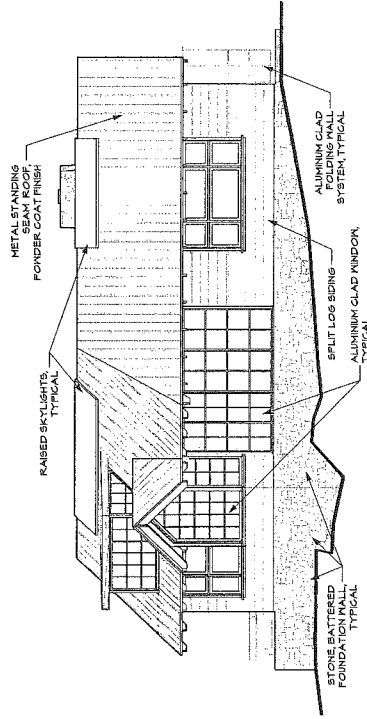 METAL STANDING
SEAM ROOF,
POWDER COAT FINISH
RAISED SKYLIGHTS,
TYPICAL
STONE, BATTERED
FOUNDATION WALL,
TYPICAL
ALUMINIUM CLAD WINDOW,
TYPICAL
SPLIT LOG SIDING
ALUMINUM CLAD
FOLDING WALL
SYSTEM, TYPICAL